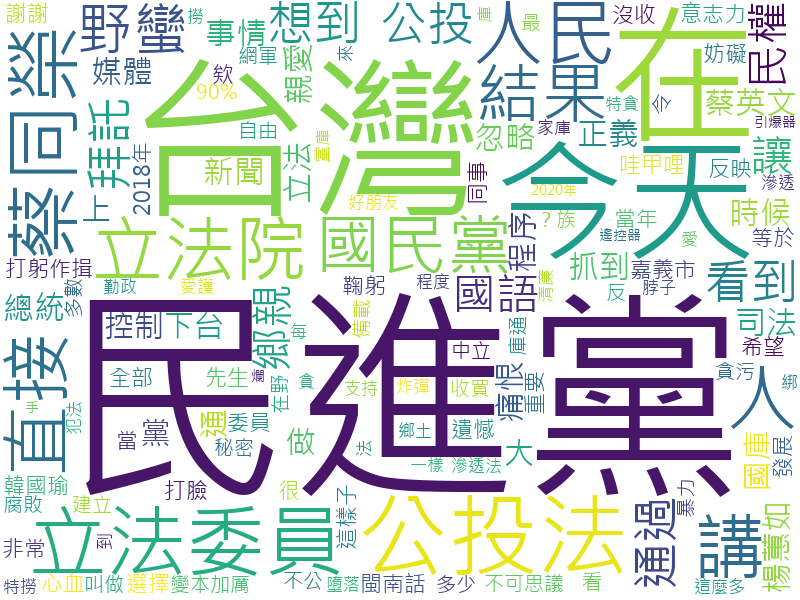 謝謝
撈
野蠻
事情
想到
公投
庫
人民
最
沒收
意志力
民權
在
媒體
網軍
欸
90%
親愛
來
結果
妨礙
特貪
令
蔡英文
家庫
引爆器
蔡同榮
拜託
2018年
上
自由
新聞
立法
黨庫
台灣
好朋友
忽略
同事
正義
哇甲哩
反映
滲透
讓
今天
2020年
？族
當年
時候
遙控器
愛
等於
立法院
國民黨
程序
抓到
嘉義市
看到
打躬作揖
勤政
愛護
總統
多數
鄉親
鞠躬
程度
清廉
反
脖子
國語
備載
控制
下台
每
中立
庫通
司法
希望
直接
全部
先生
爛
貪
支持
炸彈
收買
痛恨
重要
人
貪污
綁
民進黨
手
犯法
當
黨
通
委員
在野
秘密
做
法
鄉土
遺憾
大
國庫
發展
一樣
滲透法
韓國瑜
腐敗
建立
打臉
很
這樣子
暴力
楊蕙如
立法委員
公投法
通過
講
非常
到
特撈
心血
叫做
選擇
變本加厲
不公
墮落
閩南話
多少
不可思議
看
這麼多